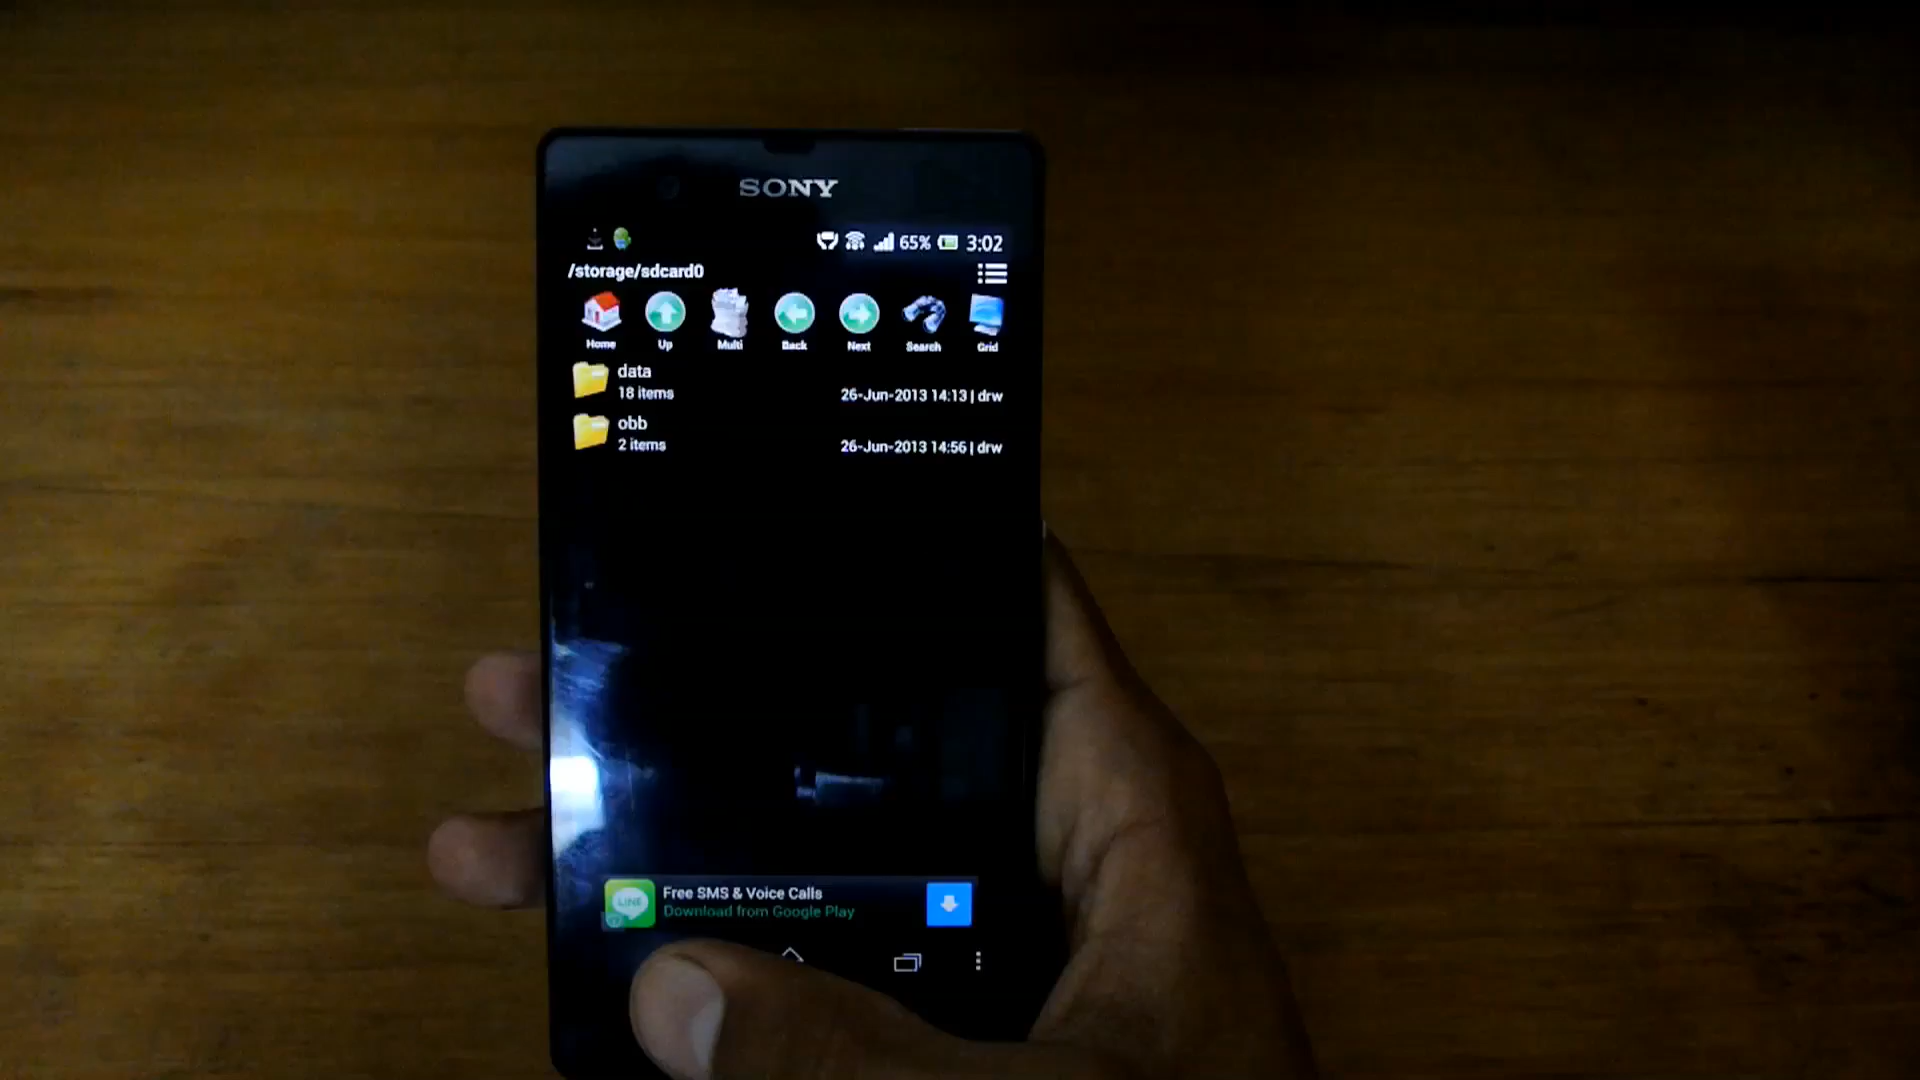 SONY
65% 3:02
/storage/sdcard0
Home Up Multi Back Next Search Grid
data
18 items 26-Jun-2013 14:13 | drw
obb
2 items 26-Jun-2013 14:56 | drw
LINE Free SMS & Voice Calls
Download from Google Play